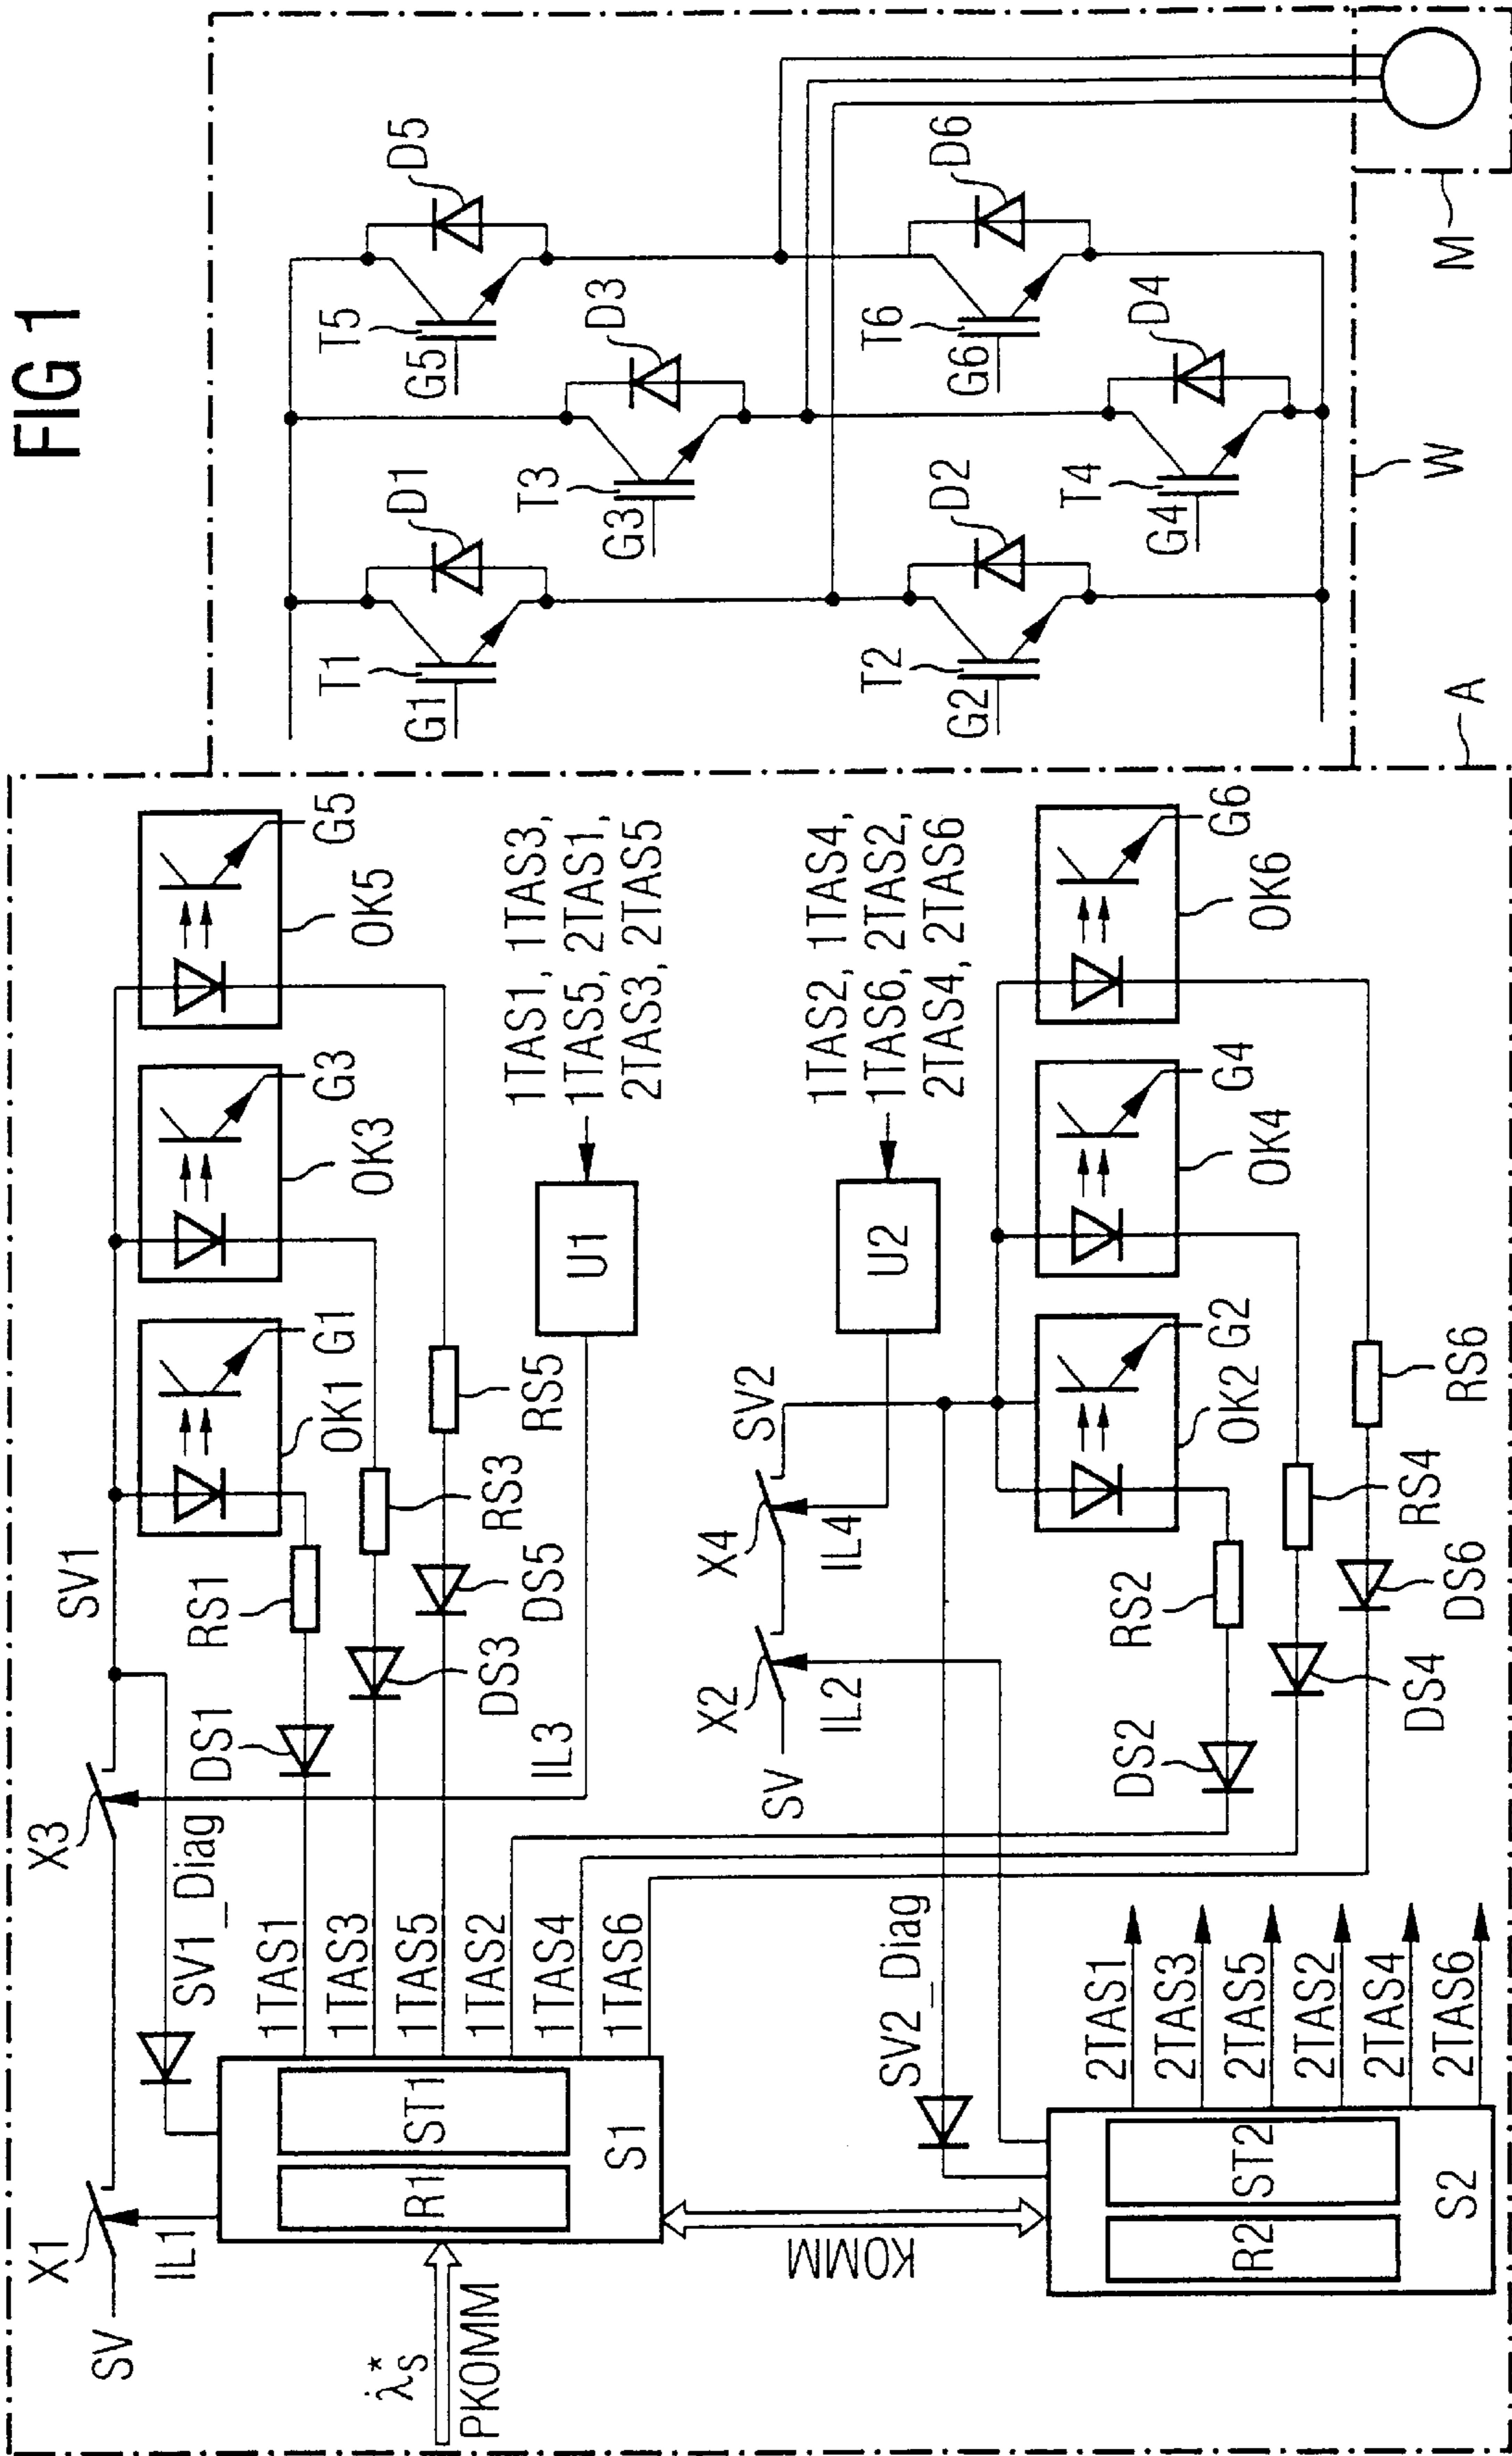 FIG 1
SV
X1
IL1
X3
SV1
SV1_Diag
DS1
RS1
OK1
G1
OK3
G3
OK5
G5
λ̇*S
PKOMM
R1
ST1
S1
1TAS1
1TAS3
1TAS5
1TAS2
1TAS4
1TAS6
DS3
RS3
DS5
RS5
IL3
U1
1TAS1, 1TAS3,
1TAS5, 2TAS1,
2TAS3, 2TAS5
KOMM
SV
X2
IL2
X4
IL4
SV2
U2
1TAS2, 1TAS4,
1TAS6, 2TAS2,
2TAS4, 2TAS6
SV2_Diag
DS2
RS2
OK2
G2
OK4
G4
OK6
G6
R2
ST2
S2
2TAS1
2TAS3
2TAS5
2TAS2
2TAS4
2TAS6
DS4
RS4
DS6
RS6
A
T1
G1
D1
T3
G3
D3
T5
G5
D5
T2
G2
D2
T4
G4
D4
T6
G6
D6
W
M